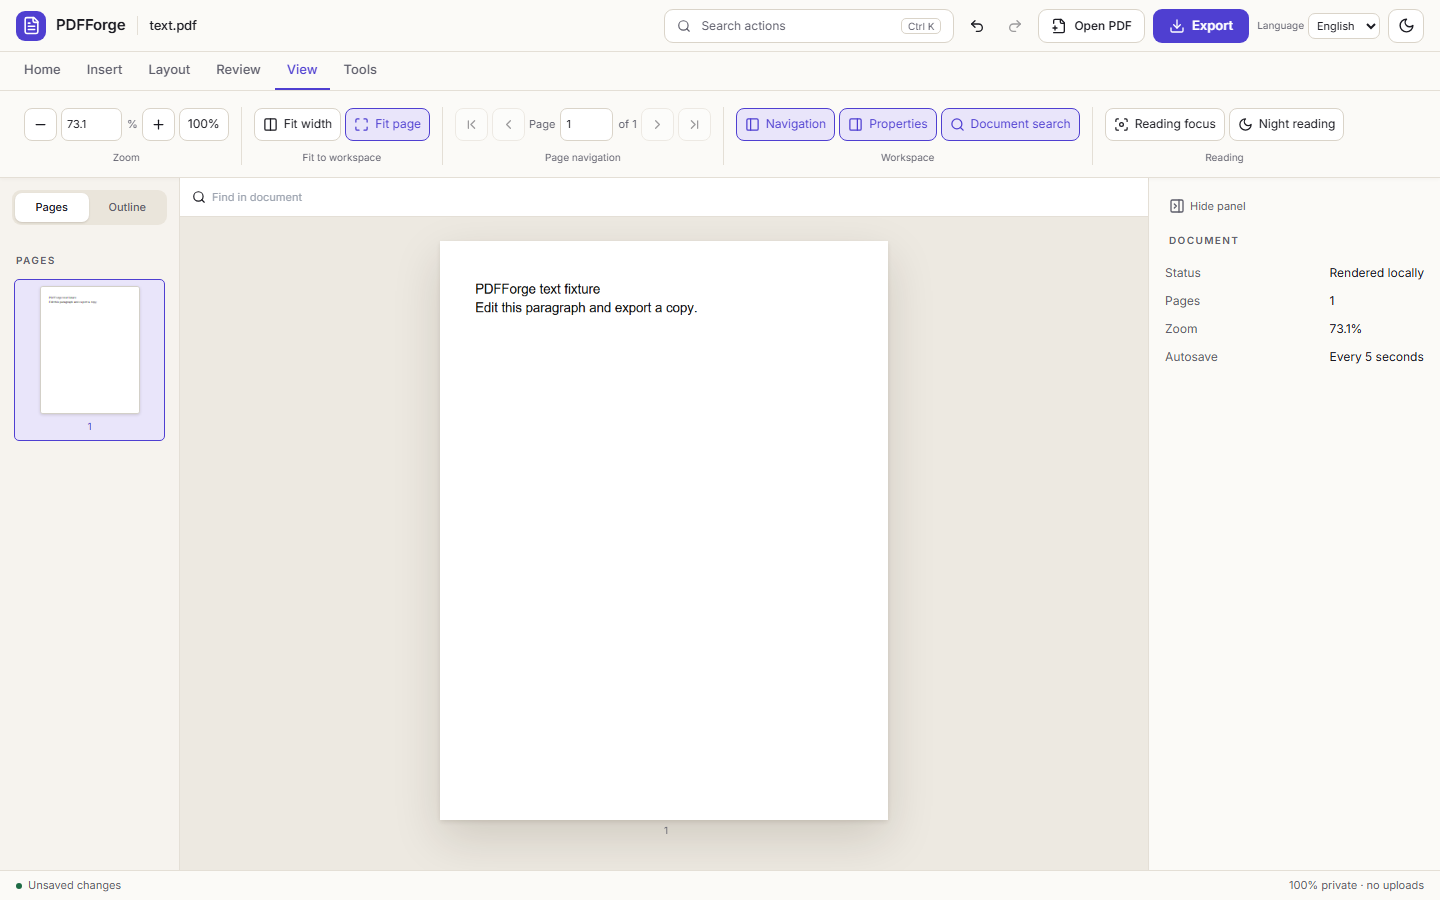 PDFForge text.pdf Search actions Ctrl K Open PDF Export Language English
Home Insert Layout Review View Tools
73.1 % 100% Fit width Fit page Page 1 of 1 Navigation Properties Document search Reading focus Night reading
Zoom Fit to workspace Page navigation Workspace Reading
Pages Outline
Find in document
Hide panel
PAGES
DOCUMENT
Status Rendered locally
Pages 1
Zoom 73.1%
Autosave Every 5 seconds
1
PDFForge text fixture
Edit this paragraph and export a copy.
1
Unsaved changes 100% private · no uploads